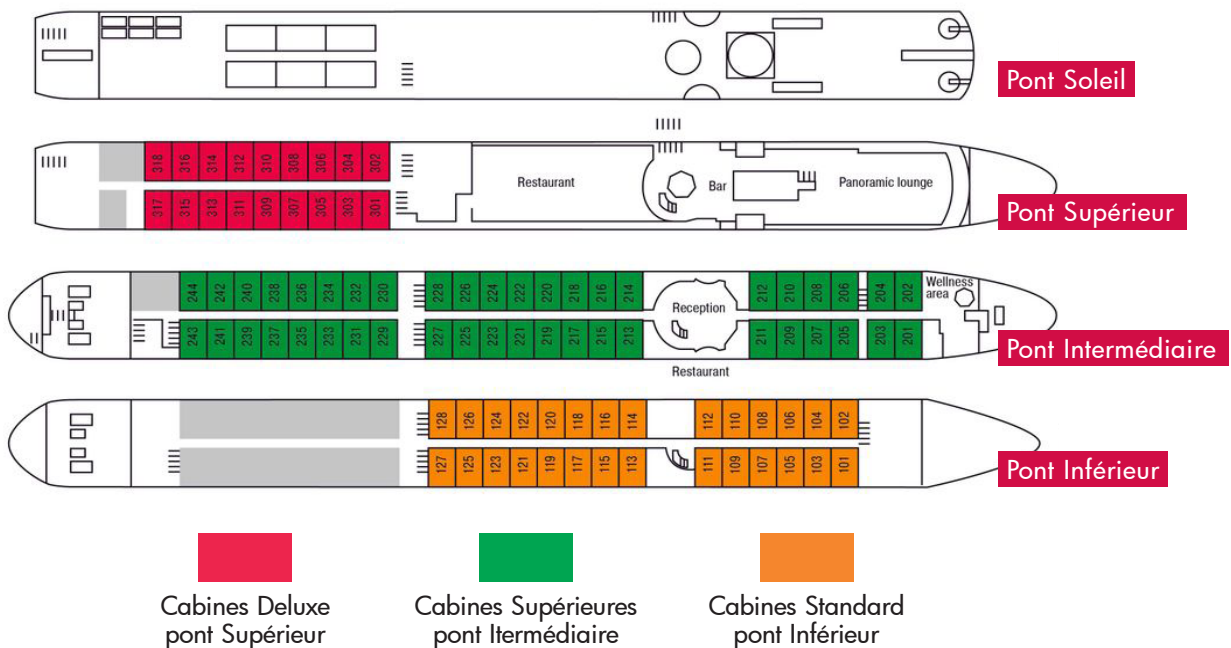 Pont Soleil
318 316 314 312 310 308 306 304 302
Restaurant
Bar
Panoramic lounge
317 315 313 311 309 307 305 303 301
Pont Supérieur
244 242 240 238 236 234 232 230 228 226 224 222 220 218 216 214 212 210 208 206 204 202
Wellness
area
Reception
243 241 239 237 235 233 231 229 227 225 223 221 219 217 215 213 211 209 207 205 203 201
Pont Intermédiaire
Restaurant
128 126 124 122 120 118 116 114 112 110 108 106 104 102
127 125 123 121 119 117 115 113 111 109 107 105 103 101
Pont Inférieur
Cabines Deluxe
pont Supérieur
Cabines Supérieures
pont Itermédiaire
Cabines Standard
pont Inférieur